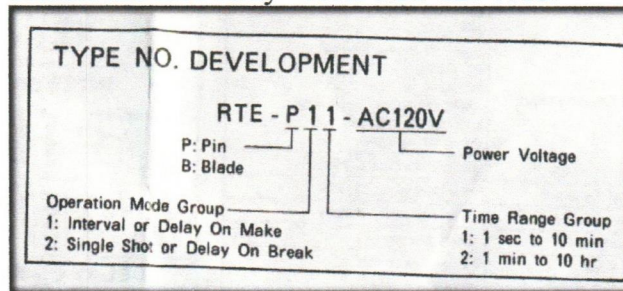 TYPE NO. DEVELOPMENT
RTE - P 1 1 - AC120V
P: Pin
B: Blade
Power Voltage
Operation Mode Group
1: Interval or Delay On Make
2: Single Shot or Delay On Break
Time Range Group
1: 1 sec to 10 min
2: 1 min to 10 hr